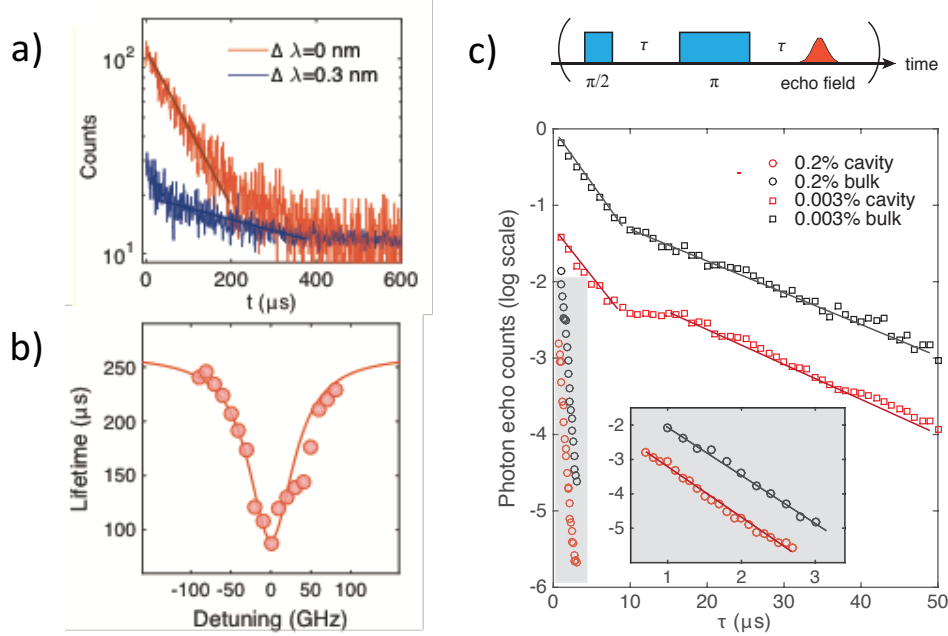 a)
10²
10¹
Counts
Δ λ=0 nm
Δ λ=0.3 nm
0 200 400 600
t (µs)
b)
250
200
150
100
Lifetime (µs)
-100 -50 0 50 100
Detuning (GHz)
c)
( τ τ ) time
π/2 π echo field
0
-1
-2
-3
-4
-5
-6
Photon echo counts (log scale)
0.2% cavity
0.2% bulk
0.003% cavity
0.003% bulk
-2
-3
-4
-5
1 2 3
0 10 20 30 40 50
τ (µs)